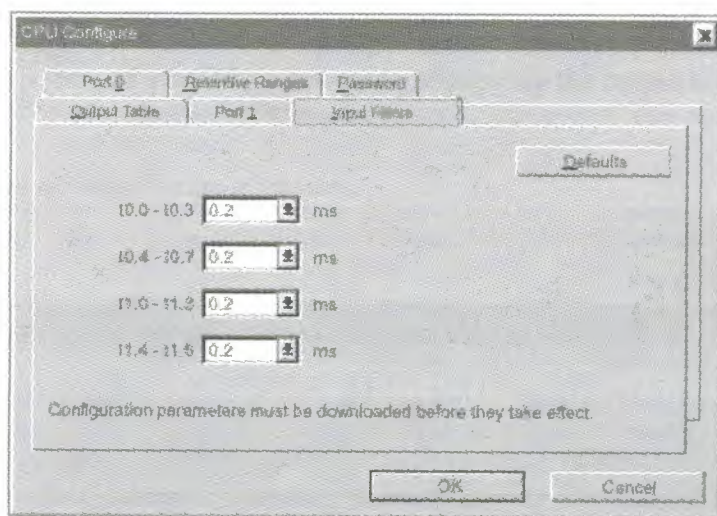 CPU Configure
Port 0 Retentive Ranges Password
Output Table Port 1 Input Filters
Defaults
I0.0 - I0.3 0.2 ms
I0.4 - I0.7 0.2 ms
I1.0 - I1.3 0.2 ms
I1.4 - I1.5 0.2 ms
Configuration parameters must be downloaded before they take effect.
OK Cancel